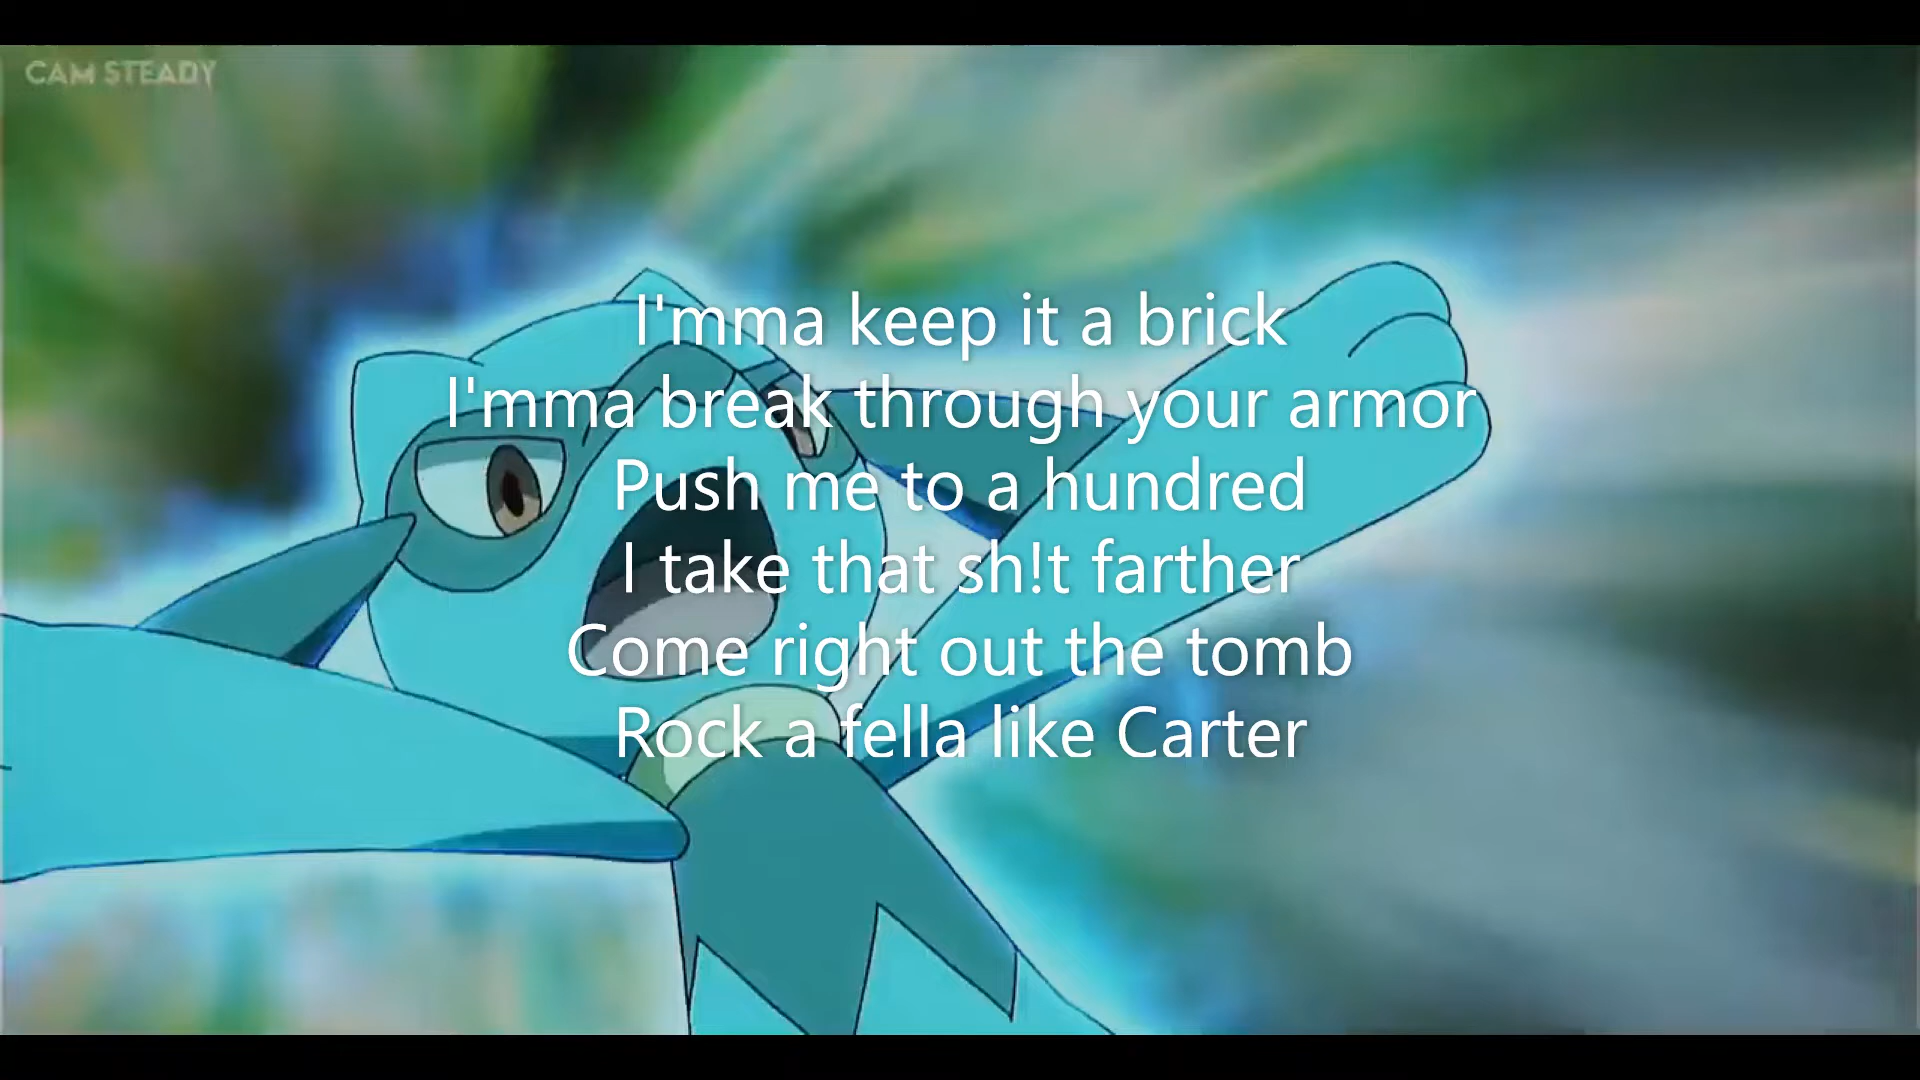 CAM STEADY
I'mma keep it a brick
I'mma break through your armor
Push me to a hundred
I take that sh!t farther
Come right out the tomb
Rock a fella like Carter